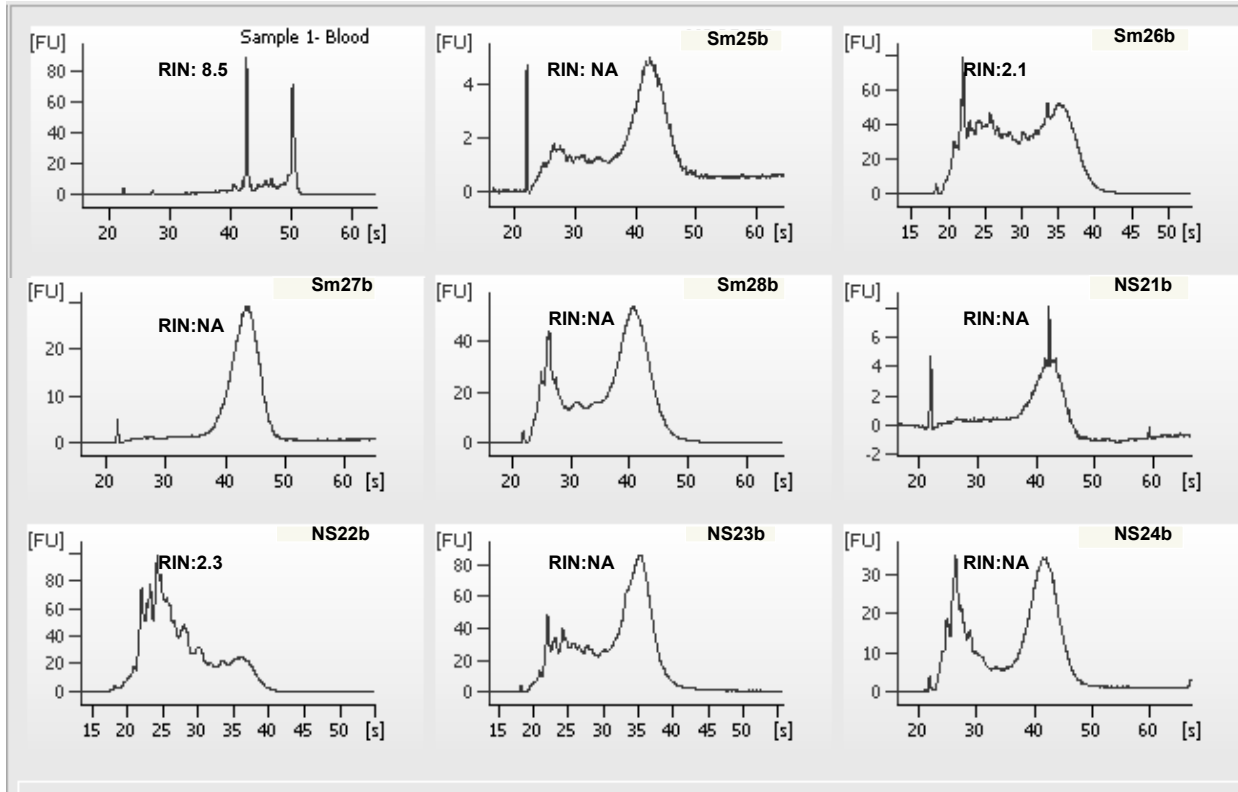 Sample 1- Blood
[FU]
RIN: 8.5
80
60
40
20
0
20 30 40 50 60 [s]
Sm25b
[FU]
RIN: NA
4
2
0
20 30 40 50 60 [s]
Sm26b
[FU]
RIN:2.1
60
40
20
0
15 20 25 30 35 40 45 50 [s]
Sm27b
[FU]
RIN:NA
20
10
0
20 30 40 50 60 [s]
Sm28b
[FU]
RIN:NA
40
20
0
20 30 40 50 60 [s]
NS21b
[FU]
RIN:NA
6
4
2
0
-2
20 30 40 50 60 [s]
NS22b
[FU]
RIN:2.3
80
60
40
20
0
15 20 25 30 35 40 45 50 [s]
NS23b
[FU]
RIN:NA
80
60
40
20
0
15 20 25 30 35 40 45 50 [s]
NS24b
[FU]
RIN:NA
30
20
10
0
20 30 40 50 60 [s]